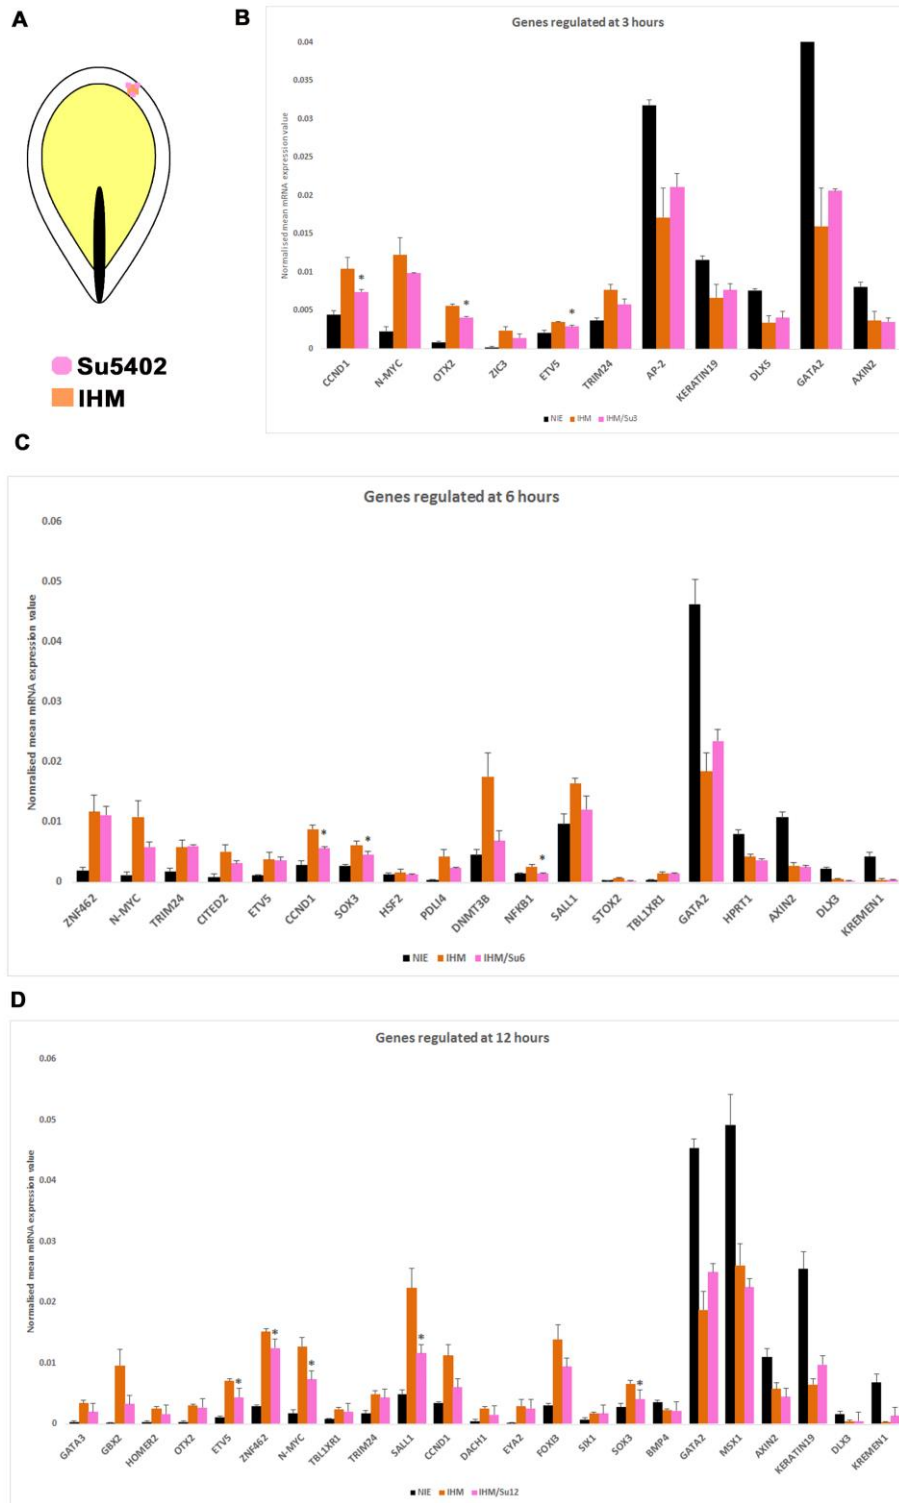 A
Su5402
IHM
B
Genes regulated at 3 hours
Normalised mean mRNA expression value
0.04
0.035
0.03
0.025
0.02
0.015
0.01
0.005
0
CCND1
N-MYC
OTX2
ZIC3
ETV5
TRIM24
AP-2
KERATIN19
DLX5
GATA2
AXIN2
*
*
*
NIE IHM IHM/Su3
C
Genes regulated at 6 hours
Nomralised mean mRNA expression value
0.06
0.05
0.04
0.03
0.02
0.01
0
ZNF462
N-MYC
TRIM24
CITED2
ETV5
CCND1
SOX3
HSF2
PDLI4
DNMT3B
NFKB1
SALL1
STOX2
TBL1XR1
GATA2
HPRT1
AXIN2
DLX3
KREMEN1
*
*
*
NIE IHM IHM/Su6
D
Genes regulated at 12 hours
Normalised mean mRNA expression value
0.06
0.05
0.04
0.03
0.02
0.01
0
GATA3
GBX2
HOMER2
OTX2
ETV5
ZNF462
N-MYC
TBL1XR1
TRIM24
SALL1
CCND1
DACH1
EYA2
FOXI3
SIX1
SOX3
BMP4
GATA2
MSX1
AXIN2
KERATIN19
DLX3
KREMEN1
*
*
*
*
*
NIE IHM IHM/Su12